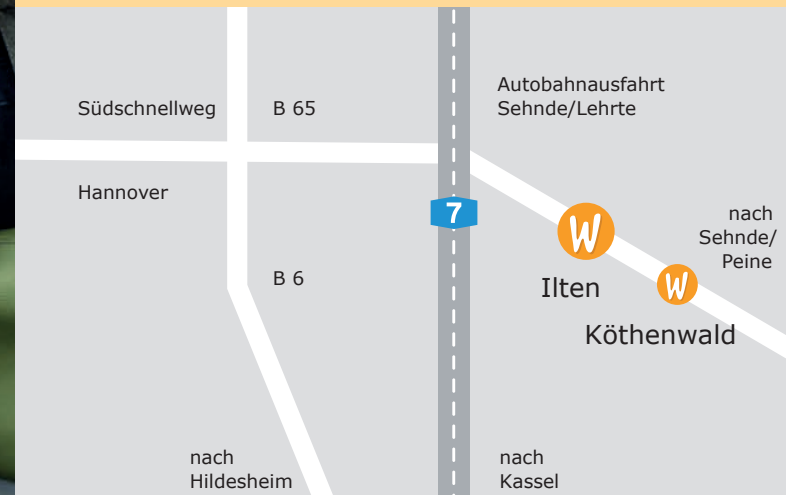 Autobahnausfahrt
Sehnde/Lehrte
Südschnellweg
B 65
Hannover
7
W
nach
Sehnde/
Peine
B 6
Ilten
W
Köthenwald
nach
Hildesheim
nach
Kassel